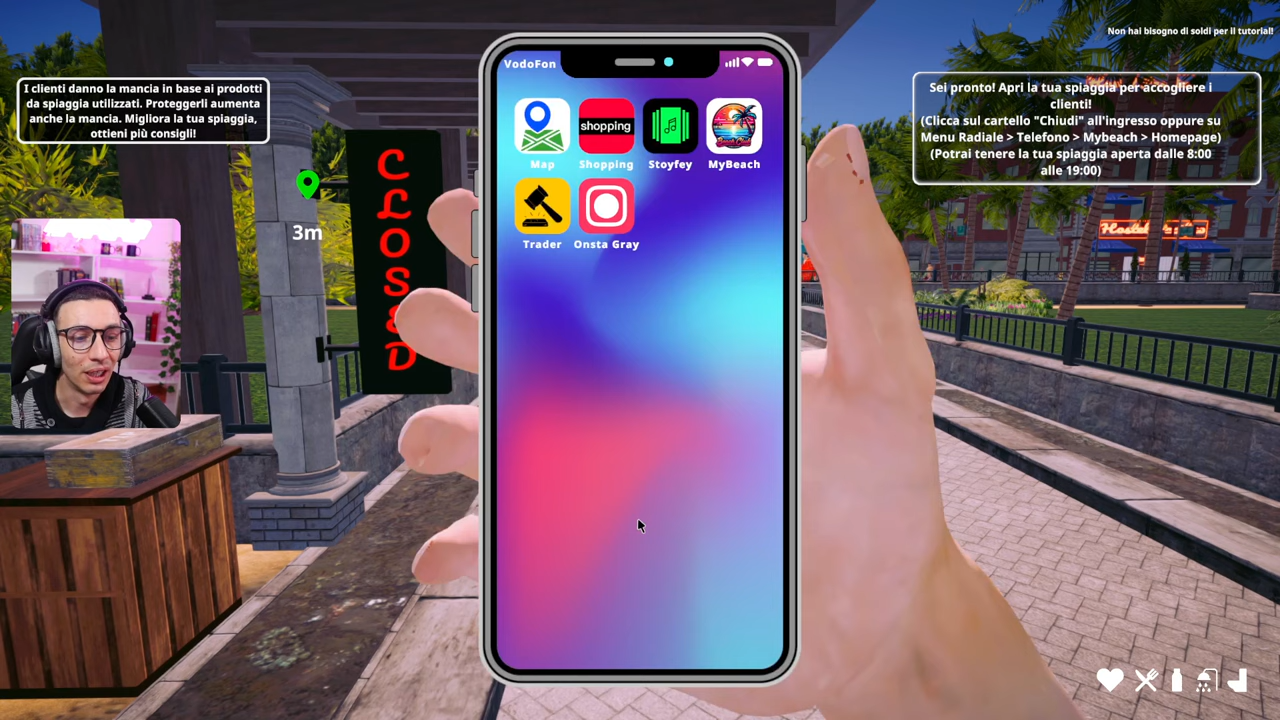 Non hai bisogno di soldi per il tutorial!
I clienti danno la mancia in base ai prodotti
da spiaggia utilizzati. Proteggerli aumenta
anche la mancia. Migliora la tua spiaggia,
ottieni più consigli!
Sei pronto! Apri la tua spiaggia per accogliere i
clienti!
(Clicca sul cartello "Chiudi" all'ingresso oppure su
Menu Radiale > Telefono > Mybeach > Homepage)
(Potrai tenere la tua spiaggia aperta dalle 8:00
alle 19:00)
VodoFon
shopping
Map
Shopping
Stoyfey
MyBeach
Trader
Onsta Gray
CLOSED
3m